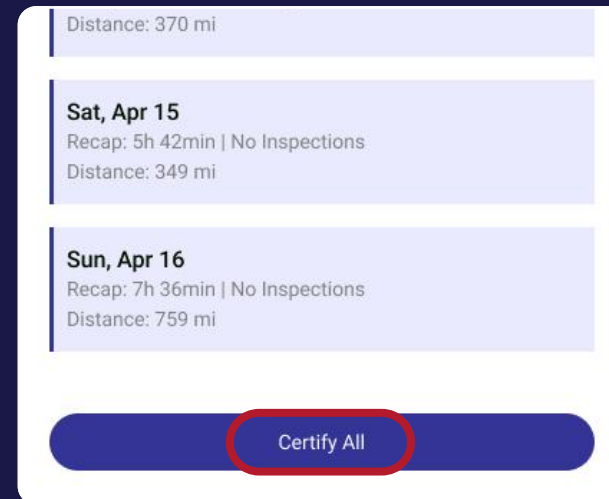 Distance: 370 mi
Sat, Apr 15
Recap: 5h 42min | No Inspections
Distance: 349 mi
Sun, Apr 16
Recap: 7h 36min | No Inspections
Distance: 759 mi
Certify All